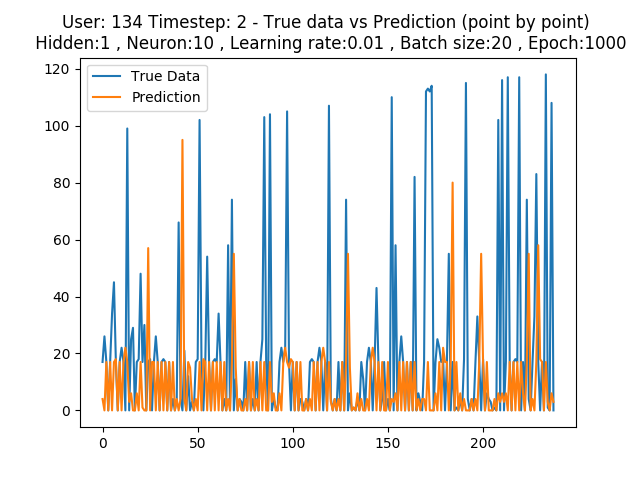 User: 134 Timestep: 2 - True data vs Prediction (point by point)
Hidden:1 , Neuron:10 , Learning rate:0.01 , Batch size:20 , Epoch:1000
True Data
Prediction
120
100
80
60
40
20
0
0 50 100 150 200